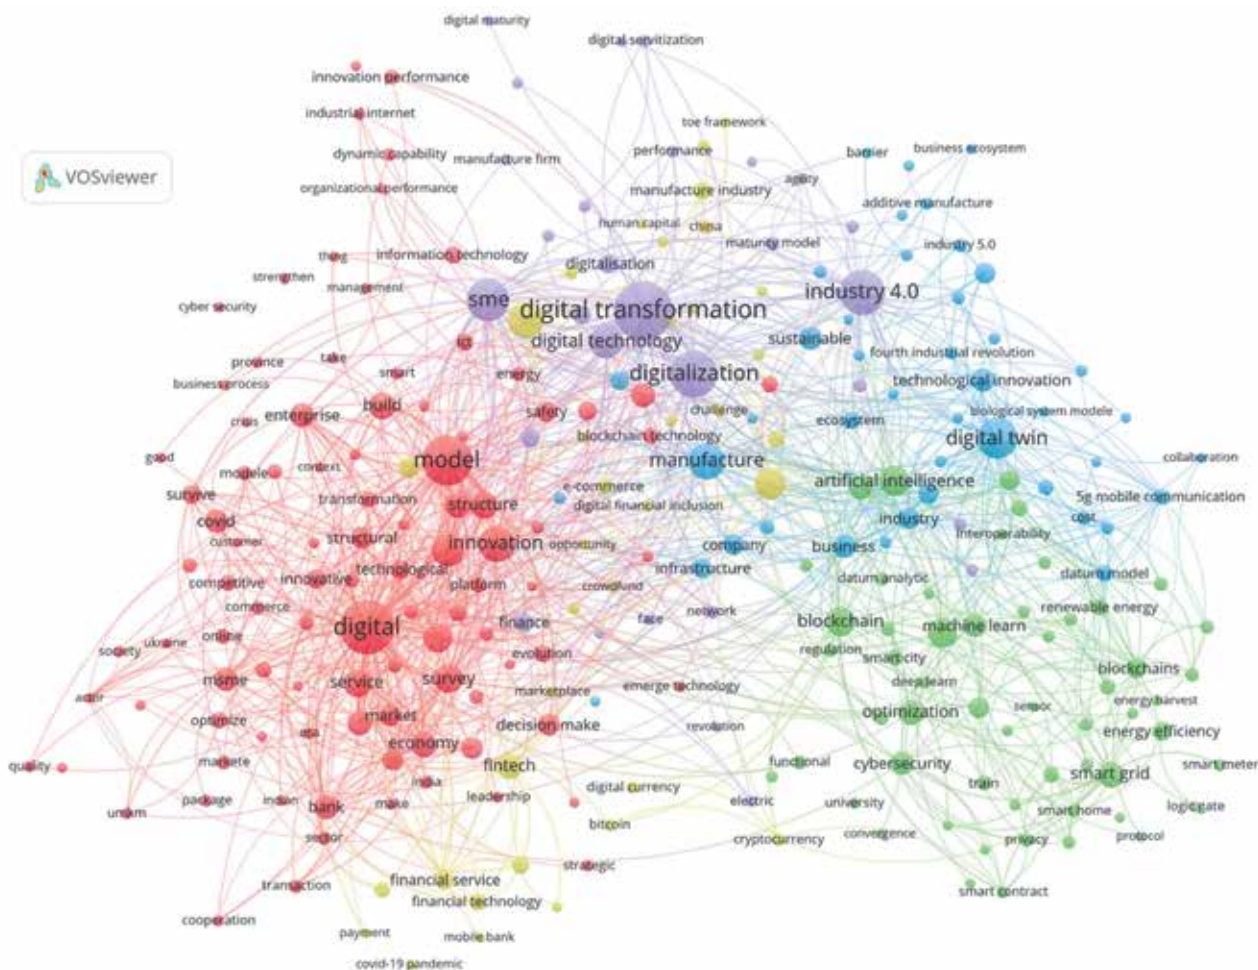 digital maturity
digital servitization
innovation performance
industrial internet
toe framework
dynamic capability
manufacture firm
performance
barrier
business ecosystem
VOSviewer
agility
organizational performance
manufacture industry
additive manufacture
human capital
china
maturity model
industry 5.0
thing
information technology
digitalisation
strengthen
management
sme
industry 4.0
cyber security
digital transformation
ict
digital technology
sustainable
fourth industrial revolution
provance
take
smart
energy
digitalization
technological innovation
business process
enterprise
build
safety
challenge
ecosystem
biological system modele
crisis
blockchain technology
digital twin
good
context
model
manufacture
collaboration
modele
artificial intelligence
survive
transformation
structure
e-commerce
digital financial inclusion
5g mobile communication
covid
industry
cost
customer
structural
innovation
opportunity
company
business
interoperability
competitive
innovative
technological
platform
infrastructure
datum analytic
datum model
crowdfund
commerce
renewable energy
digital
finance
face
network
blockchain
machine learn
ukraine
online
society
evolution
regulation
smart city
blockchains
msme
service
survey
marketplace
emerge technology
deep learn
actor
energy harvest
optimize
market
decision make
revolution
optimization
sensor
ara
economy
energy efficiency
quality
markete
fintech
functional
cybersecurity
smart grid
smart meter
india
digital currency
train
package
indian
bank
make
leadership
electric
university
smart home
logic gate
bitcoin
sector
cryptocurrency
convergence
privacy
protocol
strategic
transaction
financial service
smart contract
financial technology
cooperation
payment
mobile bank
covid-19 pandemic